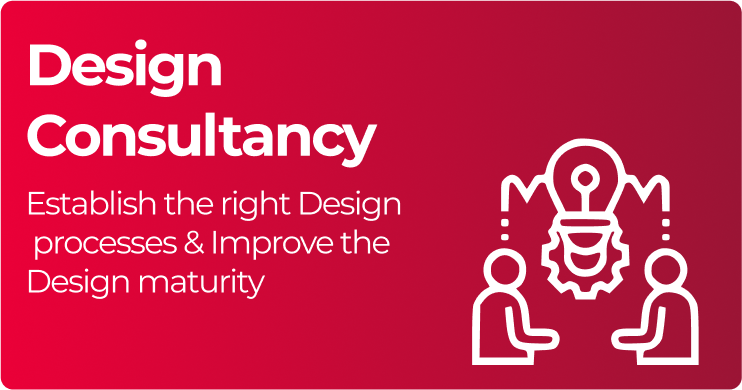 Design
Consultancy
Establish the right Design
processes & Improve the
Design maturity